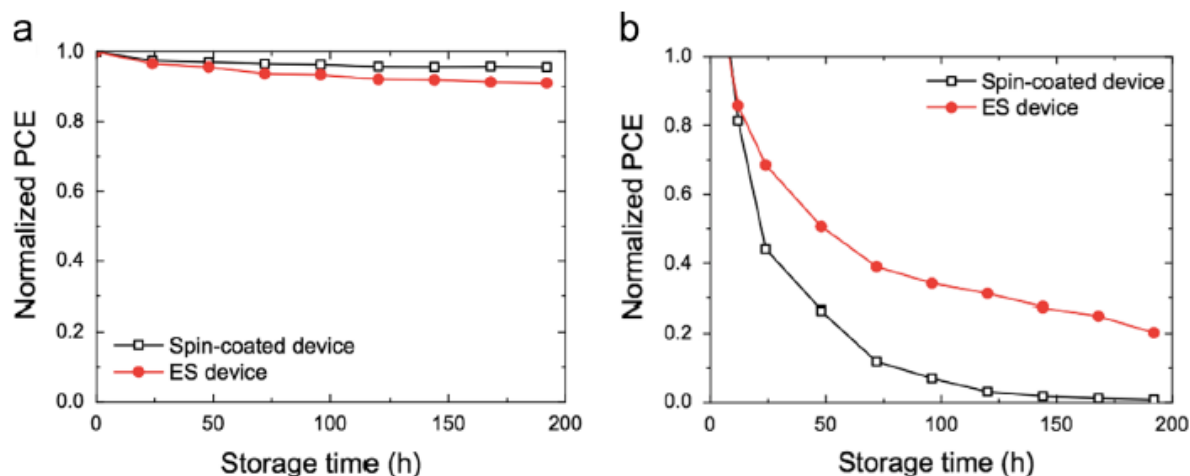 a
Normalized PCE
1.0
0.8
0.6
0.4
0.2
0.0
Spin-coated device
ES device
0 50 100 150 200
Storage time (h)
b
Normalized PCE
1.0
0.8
0.6
0.4
0.2
0.0
Spin-coated device
ES device
0 50 100 150 200
Storage time (h)